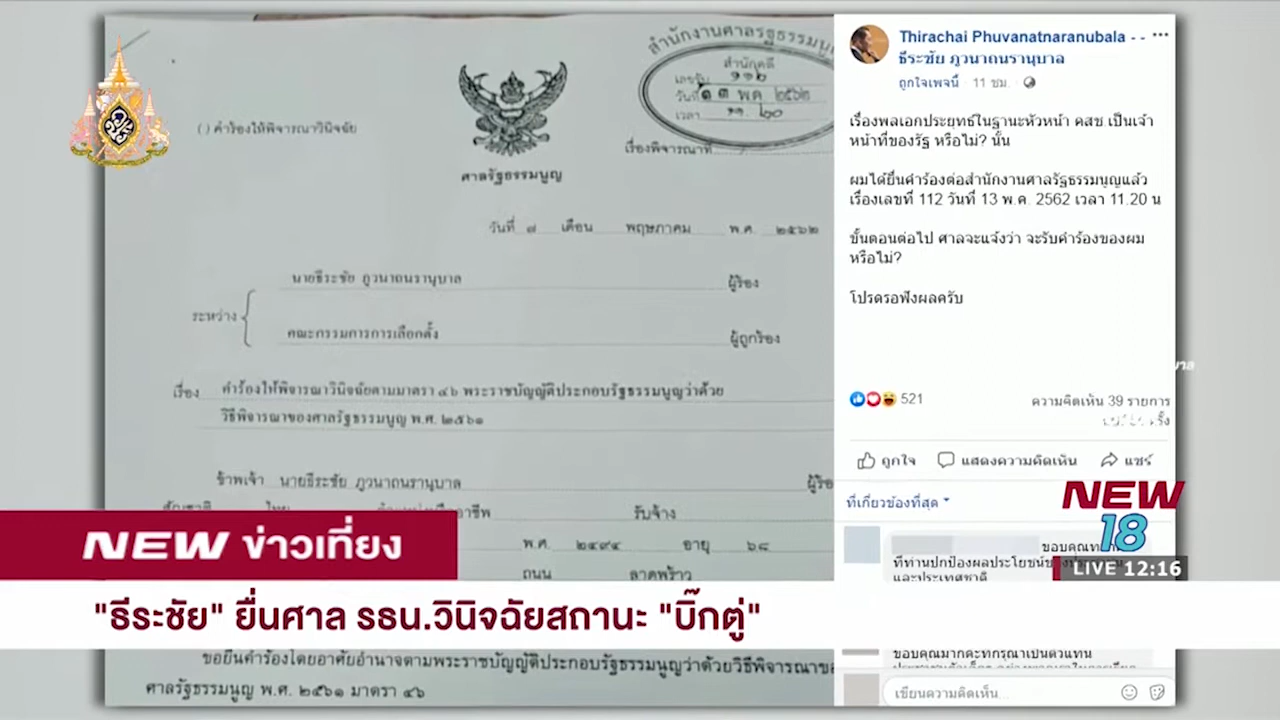 สำนักงานศาลรัฐธรรมนูญ
สำนักคดี
เลขรับ ๑๑๒
วันที่ ๑๓ พ.ค. ๒๕๖๒
เวลา ๑๑.๒๐
( ) คำร้องให้พิจารณาวินิจฉัย
เรื่องพิจารณาที่
ศาลรัฐธรรมนูญ
วันที่ ๗ เดือน พฤษภาคม พ.ศ. ๒๕๖๒
นายธีระชัย ภูวนาถนรานุบาล ผู้ร้อง
ระหว่าง
คณะกรรมการการเลือกตั้ง ผู้ถูกร้อง
เรื่อง คำร้องให้พิจารณาวินิจฉัยตามมาตรา ๔๖ พระราชบัญญัติประกอบรัฐธรรมนูญว่าด้วย
วิธีพิจารณาของศาลรัฐธรรมนูญ พ.ศ. ๒๕๖๑
ข้าพเจ้า นายธีระชัย ภูวนาถนรานุบาล
รับจ้าง
พ.ศ. ๒๔๙๔ อายุ ๖๘
ถนน ลาดพร้าว
ขอยื่นคำร้องโดยอาศัยอำนาจตามพระราชบัญญัติประกอบรัฐธรรมนูญว่าด้วยวิธีพิจารณาของ
ศาลรัฐธรรมนูญ พ.ศ. ๒๕๖๑ มาตรา ๔๖
Thirachai Phuvanatnaranubala - - ...
ธีระชัย ภูวนาถนรานุบาล
ถูกใจเพจนี้ · 11 ชม. ·
เรื่องพลเอกประยุทธ์ในฐานะหัวหน้า คสช เป็นเจ้า
หน้าที่ของรัฐ หรือไม่? นั้น
ผมได้ยื่นคำร้องต่อสำนักงานศาลรัฐธรรมนูญแล้ว
เรื่องเลขที่ 112 วันที่ 13 พ.ค. 2562 เวลา 11.20 น
ขั้นตอนต่อไป ศาลจะแจ้งว่า จะรับคำร้องของผม
หรือไม่?
โปรดรอฟังผลครับ
521 ความคิดเห็น 39 รายการ
ถูกใจ แสดงความคิดเห็น แชร์
ที่เกี่ยวข้องที่สุด
ที่ท่านปกป้องผลประโยชน์
และประเทศชาติ
ขอบคุณมากค่ะที่กรุณาเป็นตัวแทน
เขียนความคิดเห็น...
NEW
18
LIVE 12:16
NEW ข่าวเที่ยง
"ธีระชัย" ยื่นศาล รธน.วินิจฉัยสถานะ "บิ๊กตู่"